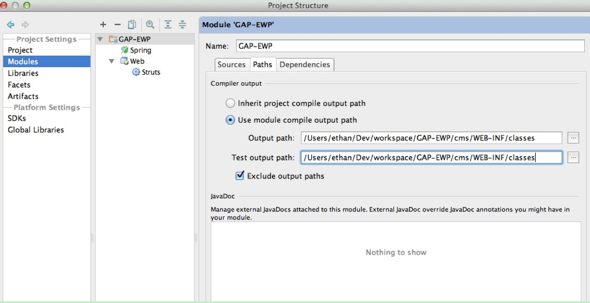 Project Structure
Project Settings
Project
Modules
Libraries
Facets
Artifacts
Platform Settings
SDKs
Global Libraries
GAP-EWP
Spring
Web
Struts
Module 'GAP-EWP'
Name: GAP-EWP
Sources Paths Dependencies
Compiler output
Inherit project compile output path
Use module compile output path
Output path: /Users/ethan/Dev/workspace/GAP-EWP/cms/WEB-INF/classes ...
Test output path: /Users/ethan/Dev/workspace/GAP-EWP/cms/WEB-INF/classes ...
Exclude output paths
JavaDoc
Manage external JavaDocs attached to this module. External JavaDoc override JavaDoc annotations you might have in
your module.
Nothing to show